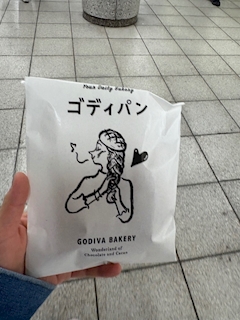 Your Daily Bakery
ゴディパン
GODIVA BAKERY
Wonderland of
Chocolate and Cacao